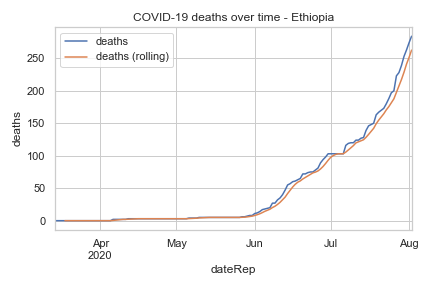 COVID-19 deaths over time - Ethiopia
deaths
deaths (rolling)
250
200
150
100
50
0
deaths
Apr
2020
May
Jun
Jul
Aug
dateRep